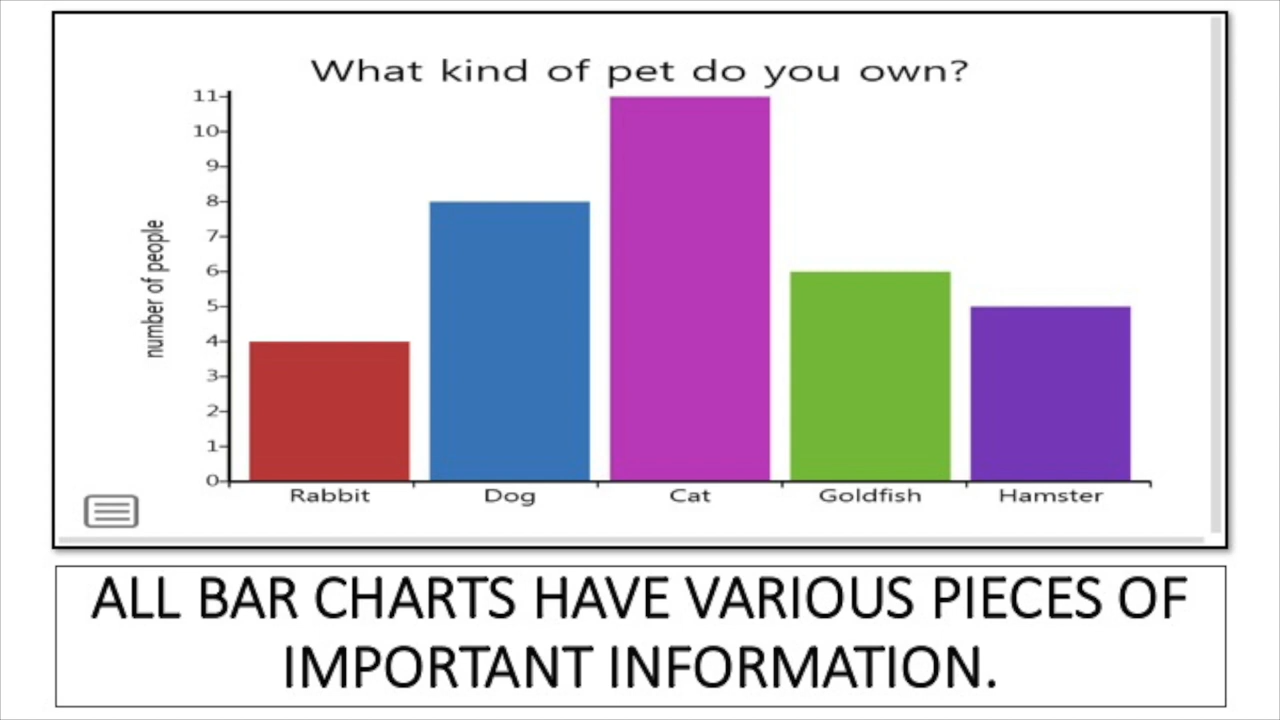 What kind of pet do you own?
11
10
9
8
7
6
5
4
3
2
1
0
number of people
Rabbit Dog Cat Goldfish Hamster
ALL BAR CHARTS HAVE VARIOUS PIECES OF
IMPORTANT INFORMATION.